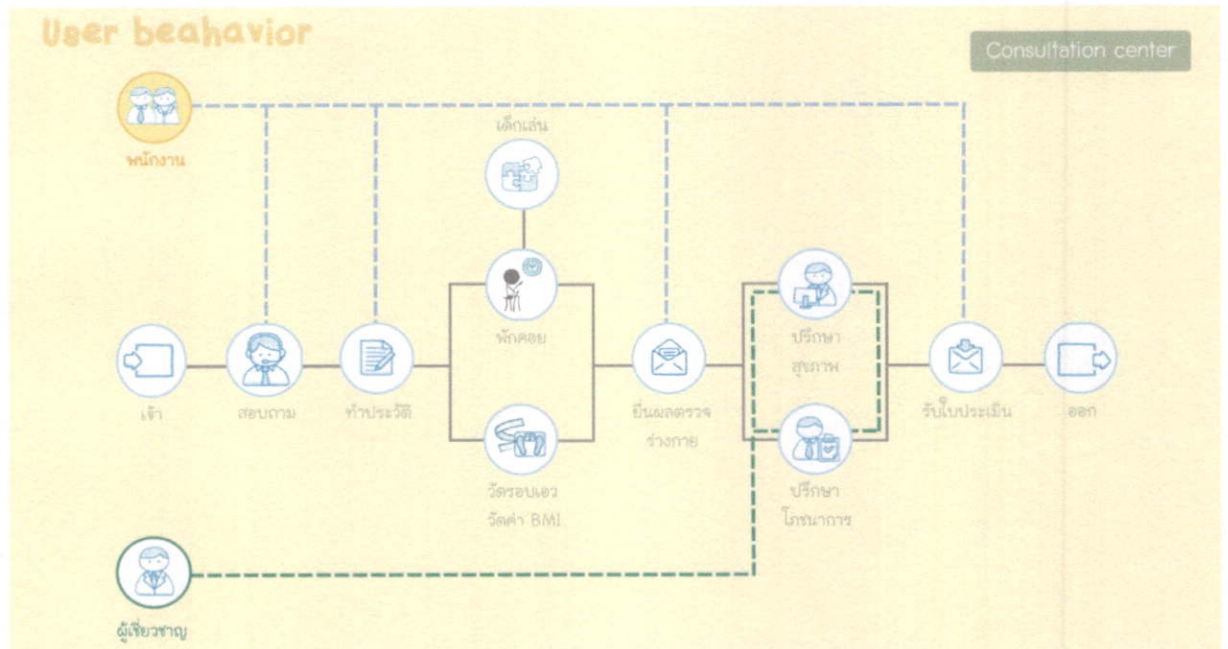 User beahavior
Consultation center
พนักงาน
เด็กเล่น
พักคอย
เข้า
สอบถาม
ทำประวัติ
ยื่นผลตรวจ
ร่างกาย
ปรึกษา
สุขภาพ
รับใบประเมิน
ออก
วัดรอบเอว
วัดค่า BMI
ปรึกษา
โภชนาการ
ผู้เชี่ยวชาญ